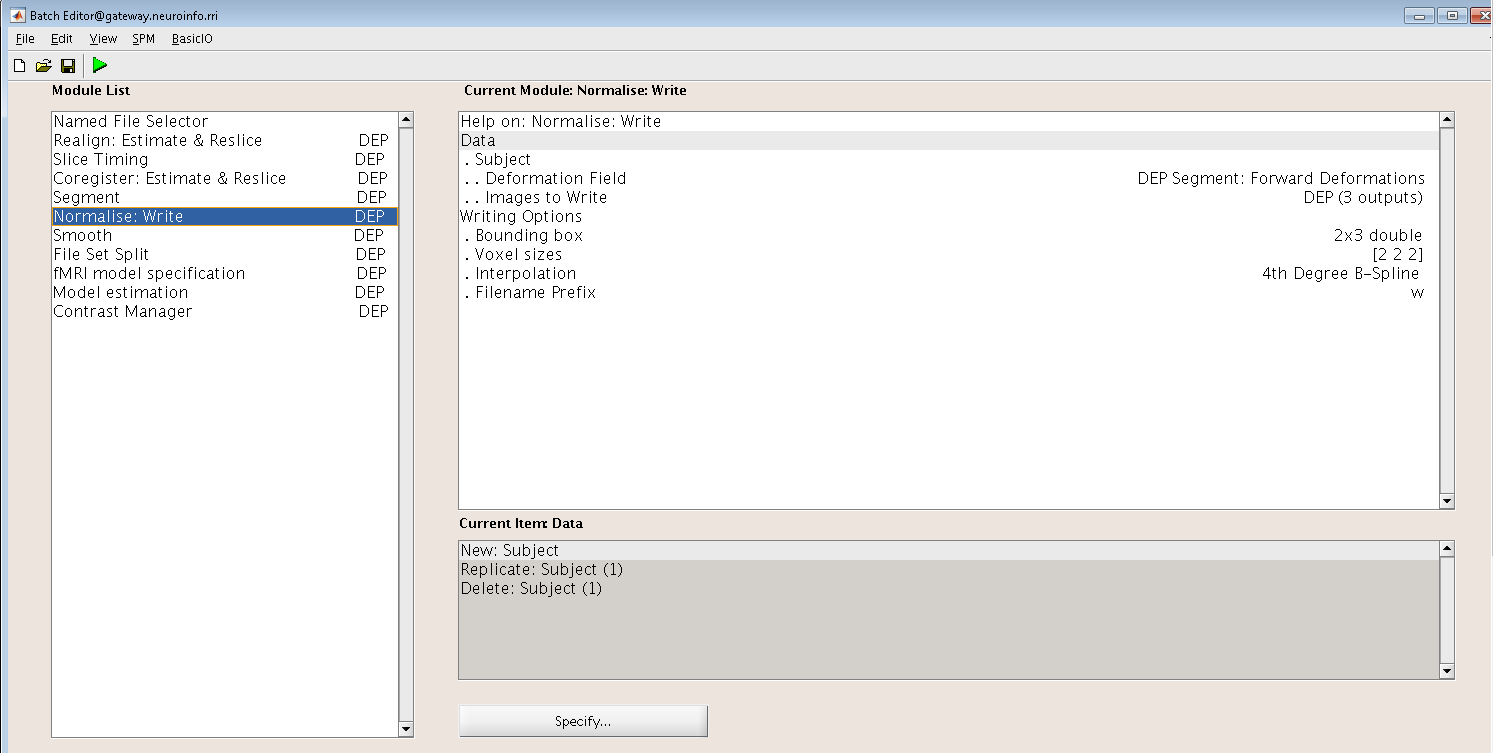 Batch Editor@gateway.neuroinfo.rri
File Edit View SPM BasicIO
Module List
Named File Selector
Realign: Estimate & Reslice DEP
Slice Timing DEP
Coregister: Estimate & Reslice DEP
Segment DEP
Normalise: Write DEP
Smooth DEP
File Set Split DEP
fMRI model specification DEP
Model estimation DEP
Contrast Manager DEP
Current Module: Normalise: Write
Help on: Normalise: Write
Data
. Subject
. . Deformation Field DEP Segment: Forward Deformations
. . Images to Write DEP (3 outputs)
Writing Options
. Bounding box 2x3 double
. Voxel sizes [2 2 2]
. Interpolation 4th Degree B-Spline
. Filename Prefix w
Current Item: Data
New: Subject
Replicate: Subject (1)
Delete: Subject (1)
Specify...